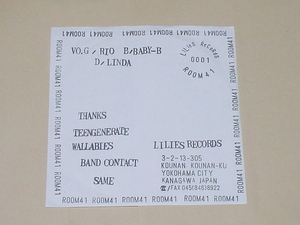 ROOM41 ROOM41 ROOM41 ROOM41 ROOM41
VO.G/RIO B/BABY-B
D/LINDA
LiLies Records
0001
ROOM41
THANKS
TEENGENERATE
WALLABIES
BAND CONTACT
SAME
LILIES RECORDS
3-2-13-305
KOUNAN KOUNAN-KU
YOKOHAMA CITY
KANAGAWA JAPAN
ROOM41 ROOM41 ROOM41 ROOM41 ROOM41